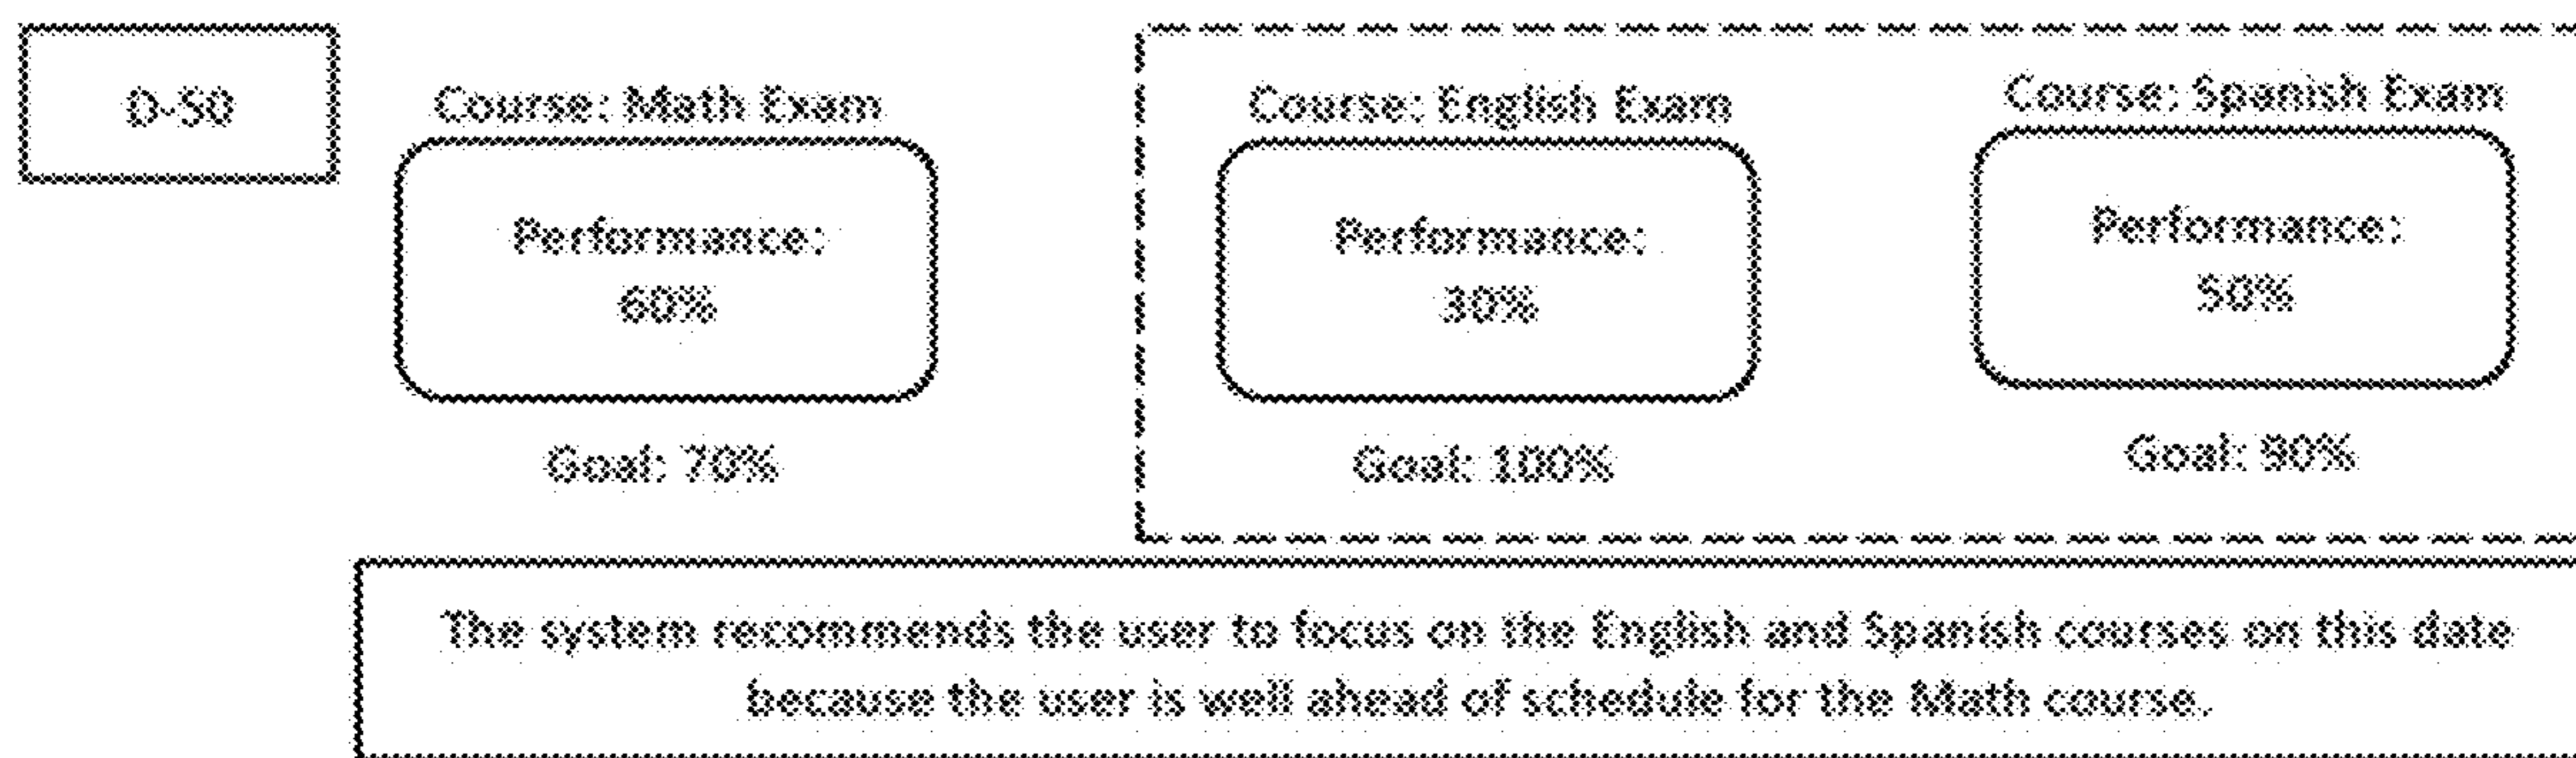 D-50
Course: Math Exam
Performance:
60%
Goal: 70%
Course: English Exam
Performance:
30%
Goal: 100%
Course: Spanish Exam
Performance:
50%
Goal: 90%
The system recommends the user to focus on the English and Spanish courses on this date
because the user is well ahead of schedule for the Math course.